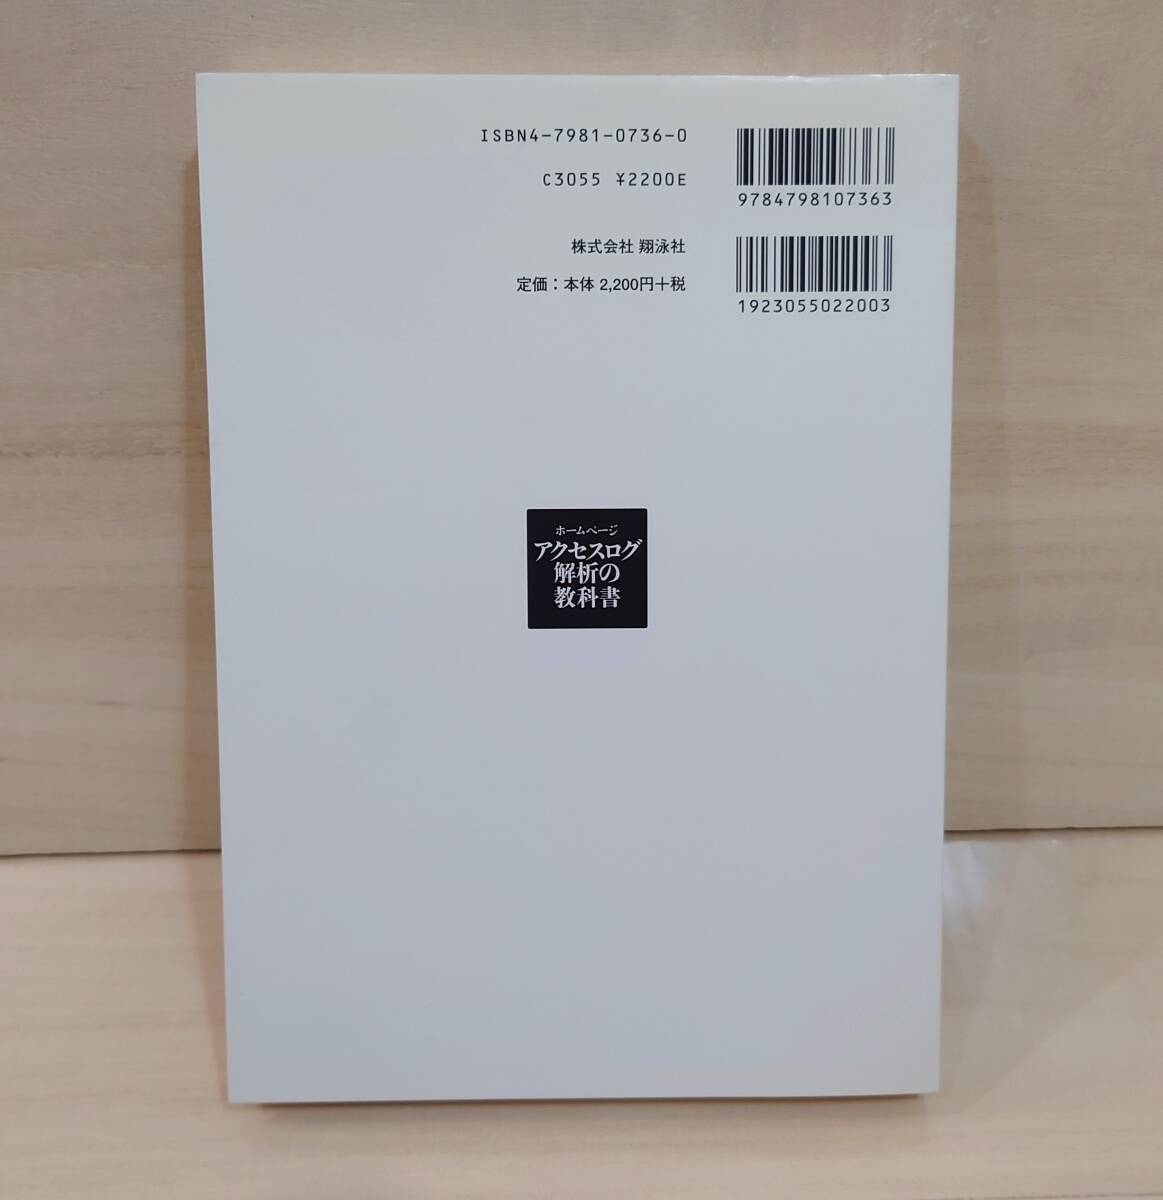 ISBN4-7981-0736-0
C3055 ¥2200E
9784798107363
株式会社 翔泳社
定価：本体 2,200円＋税
1923055022003
ホームページ
アクセスログ
解析の
教科書